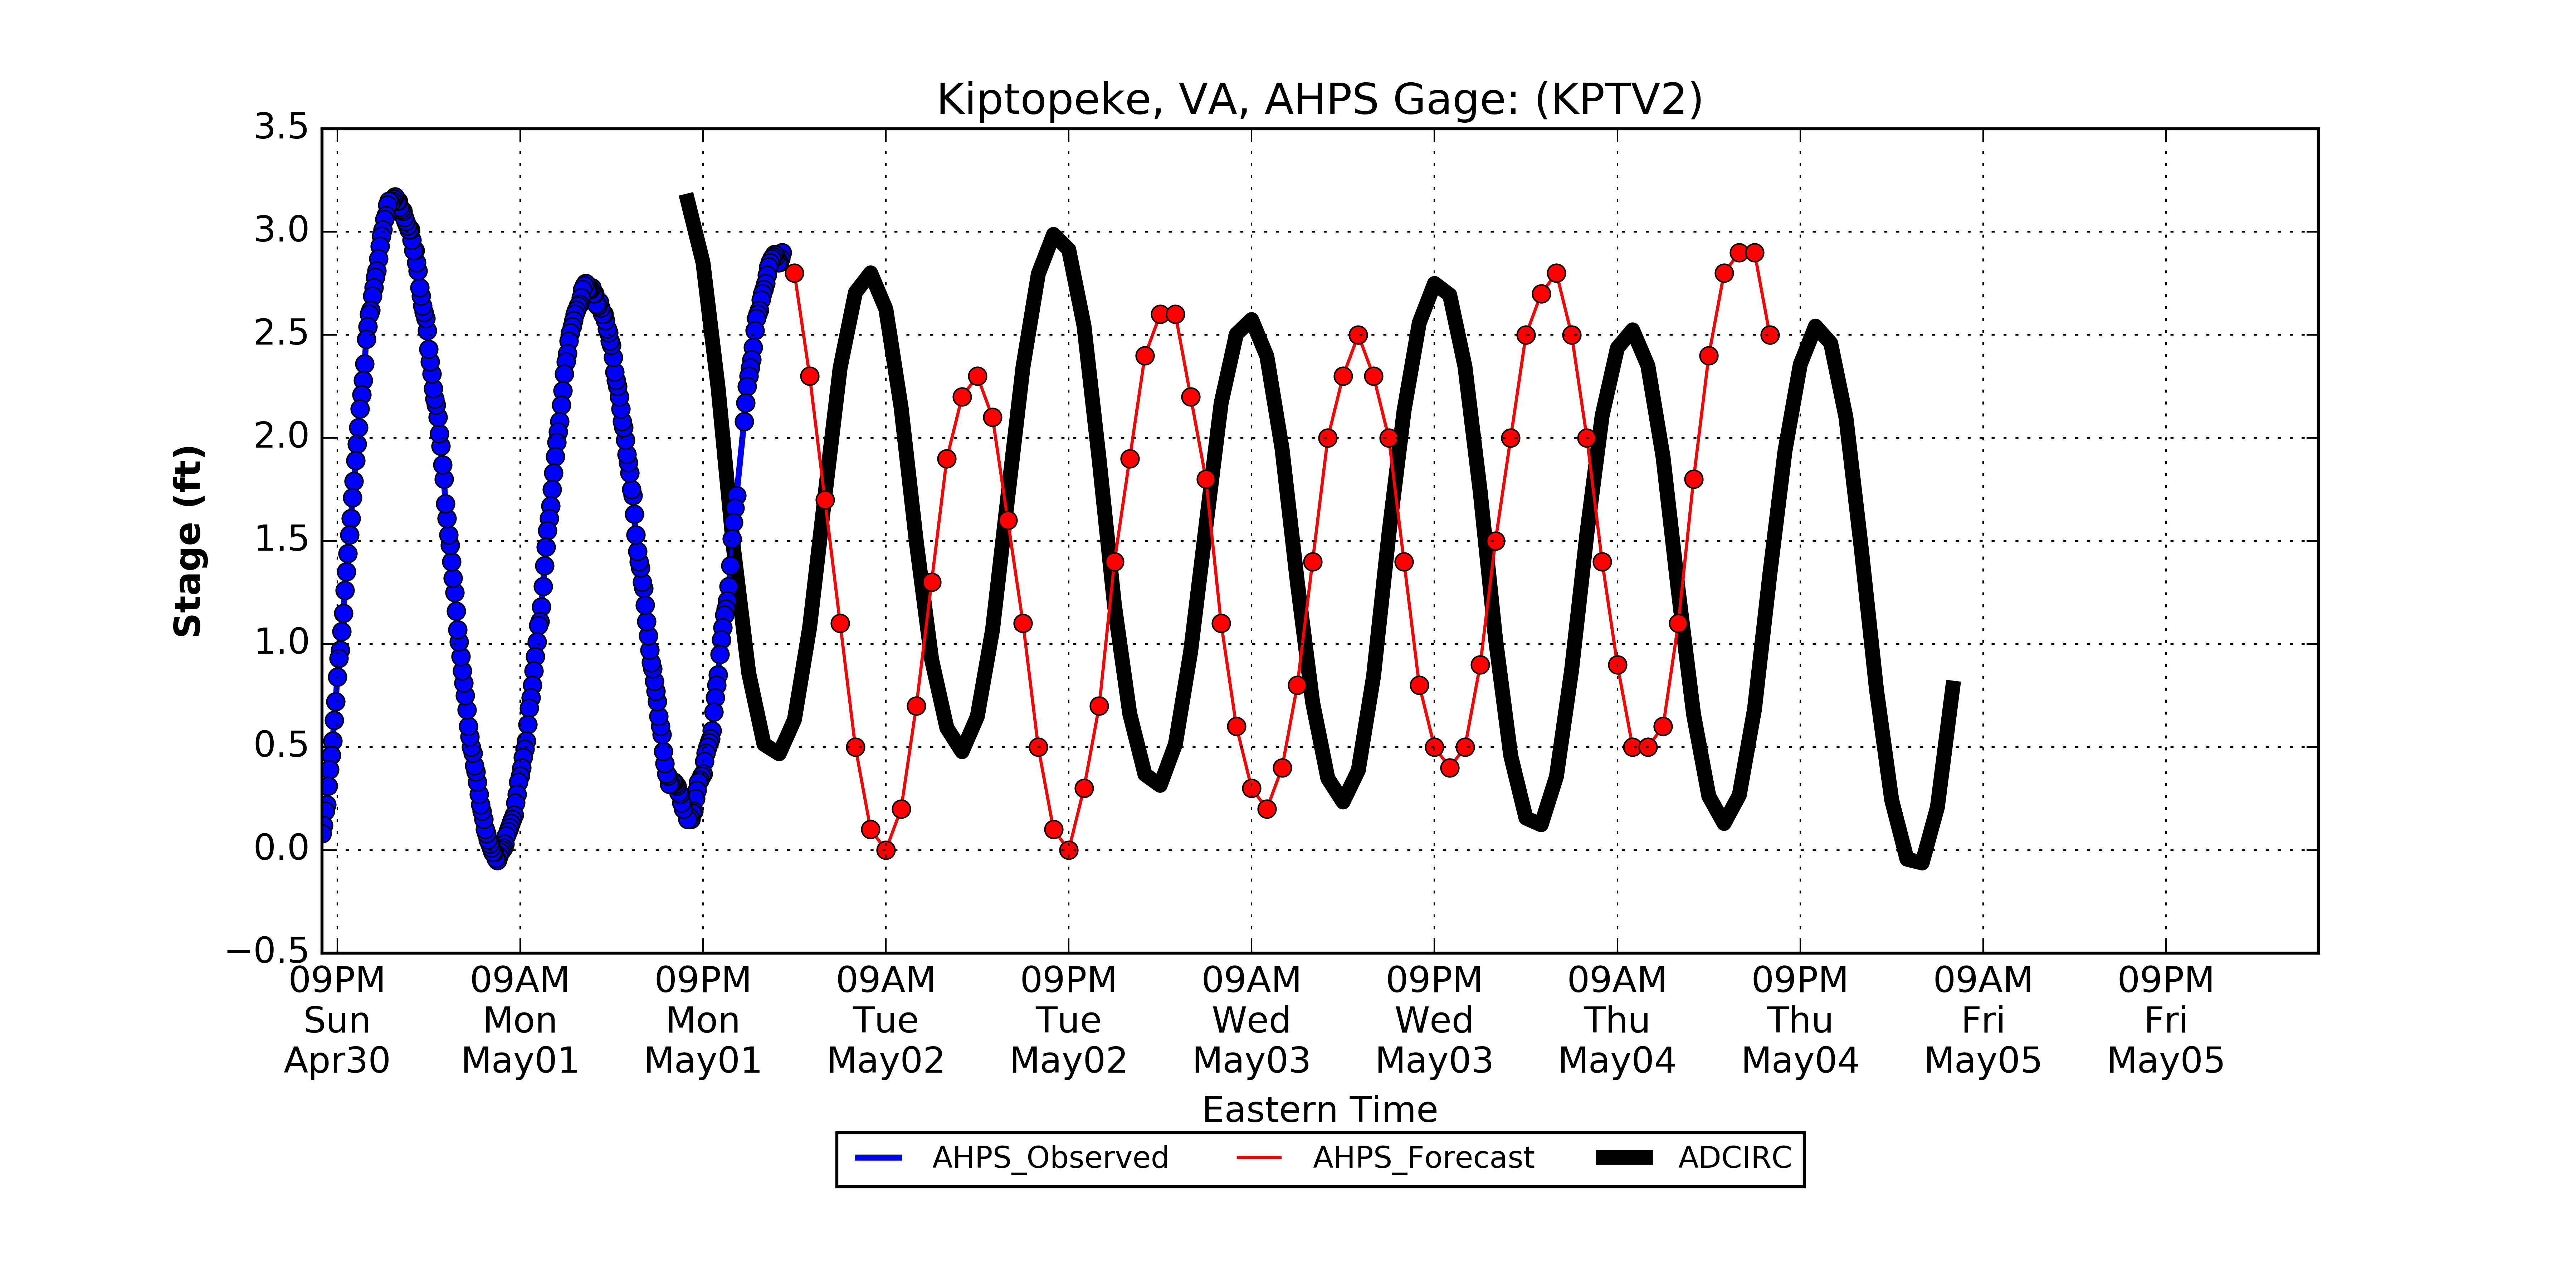 Kiptopeke, VA, AHPS Gage: (KPTV2)
3.5
3.0
2.5
2.0
1.5
1.0
0.5
0.0
−0.5
Stage (ft)
09PM 09AM 09PM 09AM 09PM 09AM 09PM 09AM 09PM 09AM 09PM
Sun Mon Mon Tue Tue Wed Wed Thu Thu Fri Fri
Apr30 May01 May01 May02 May02 May03 May03 May04 May04 May05 May05
Eastern Time
AHPS_Observed AHPS_Forecast ADCIRC